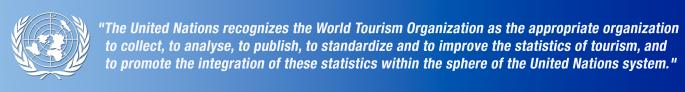 "The United Nations recognizes the World Tourism Organization as the appropriate organization
to collect, to analyse, to publish, to standardize and to improve the statistics of tourism, and
to promote the integration of these statistics within the sphere of the United Nations system."